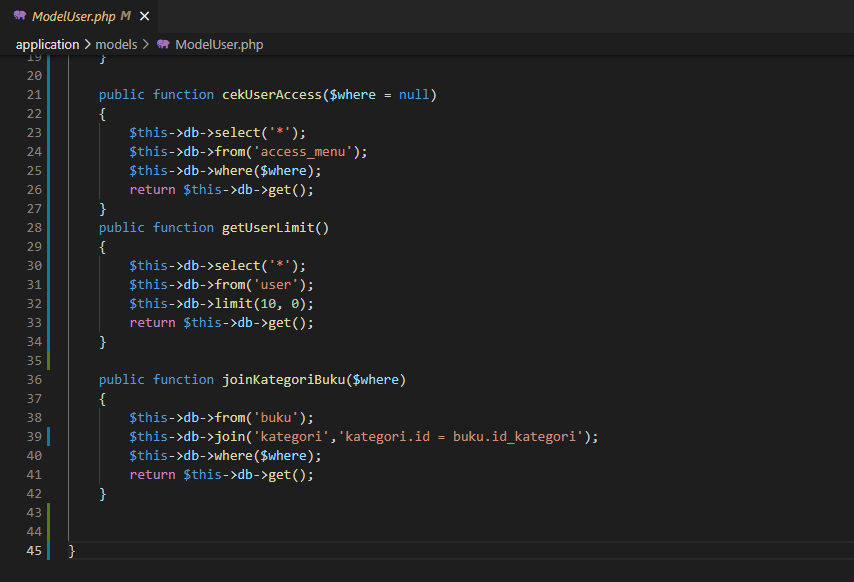 ModelUser.php M ✕
application > models > ModelUser.php
19 }
20
21 public function cekUserAccess($where = null)
22 {
23 $this->db->select('*');
24 $this->db->from('access_menu');
25 $this->db->where($where);
26 return $this->db->get();
27 }
28 public function getUserLimit()
29 {
30 $this->db->select('*');
31 $this->db->from('user');
32 $this->db->limit(10, 0);
33 return $this->db->get();
34 }
35
36 public function joinKategoriBuku($where)
37 {
38 $this->db->from('buku');
39 $this->db->join('kategori','kategori.id = buku.id_kategori');
40 $this->db->where($where);
41 return $this->db->get();
42 }
43
44
45 }